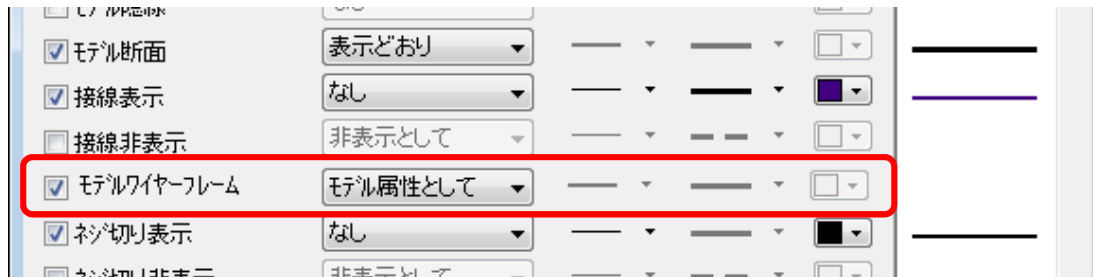 モデル断面 表示どおり
接線表示 なし
接線非表示 非表示として
ﾓﾃﾞﾙﾜｲﾔｰﾌﾚｰﾑ ﾓﾃﾞﾙ属性として
ﾈｼﾞ切り表示 なし